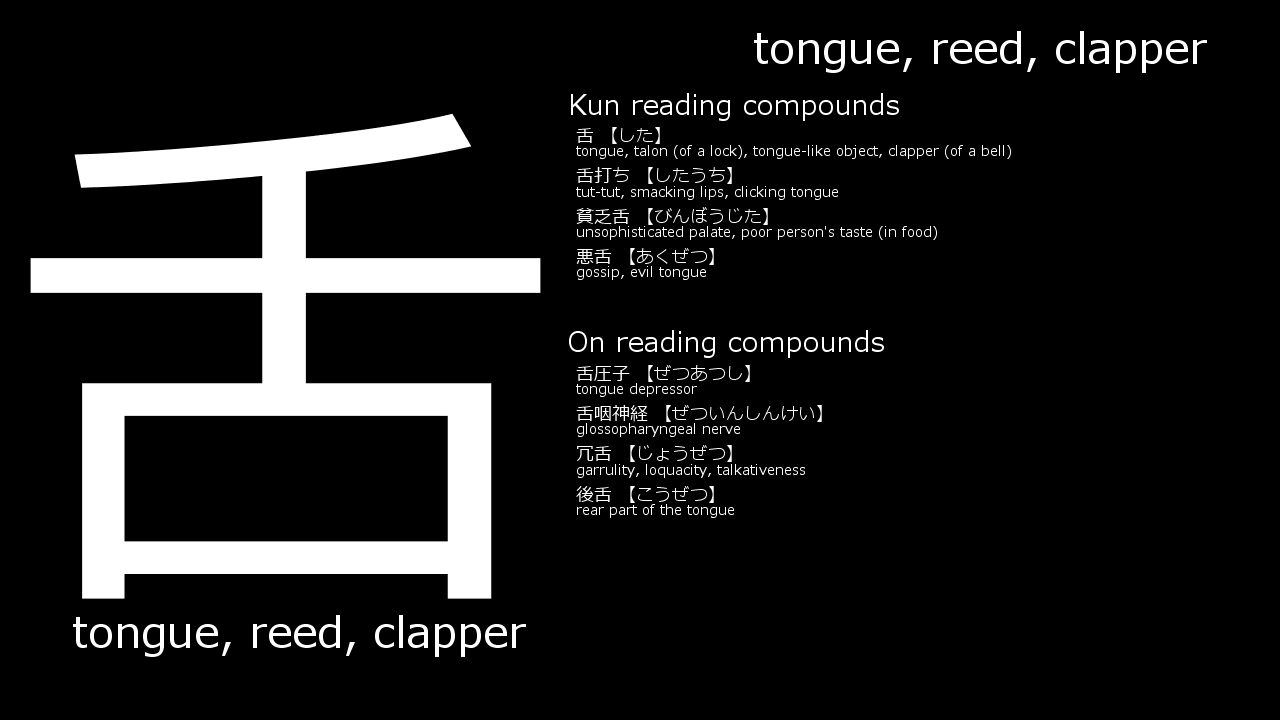 tongue, reed, clapper
舌
tongue, reed, clapper
Kun reading compounds
舌 【した】
tongue, talon (of a lock), tongue-like object, clapper (of a bell)
舌打ち 【したうち】
tut-tut, smacking lips, clicking tongue
貧乏舌 【びんぼうじた】
unsophisticated palate, poor person's taste (in food)
悪舌 【あくぜつ】
gossip, evil tongue
On reading compounds
舌圧子 【ぜつあつし】
tongue depressor
舌咽神経 【ぜついんしんけい】
glossopharyngeal nerve
冗舌 【じょうぜつ】
garrulity, loquacity, talkativeness
後舌 【こうぜつ】
rear part of the tongue